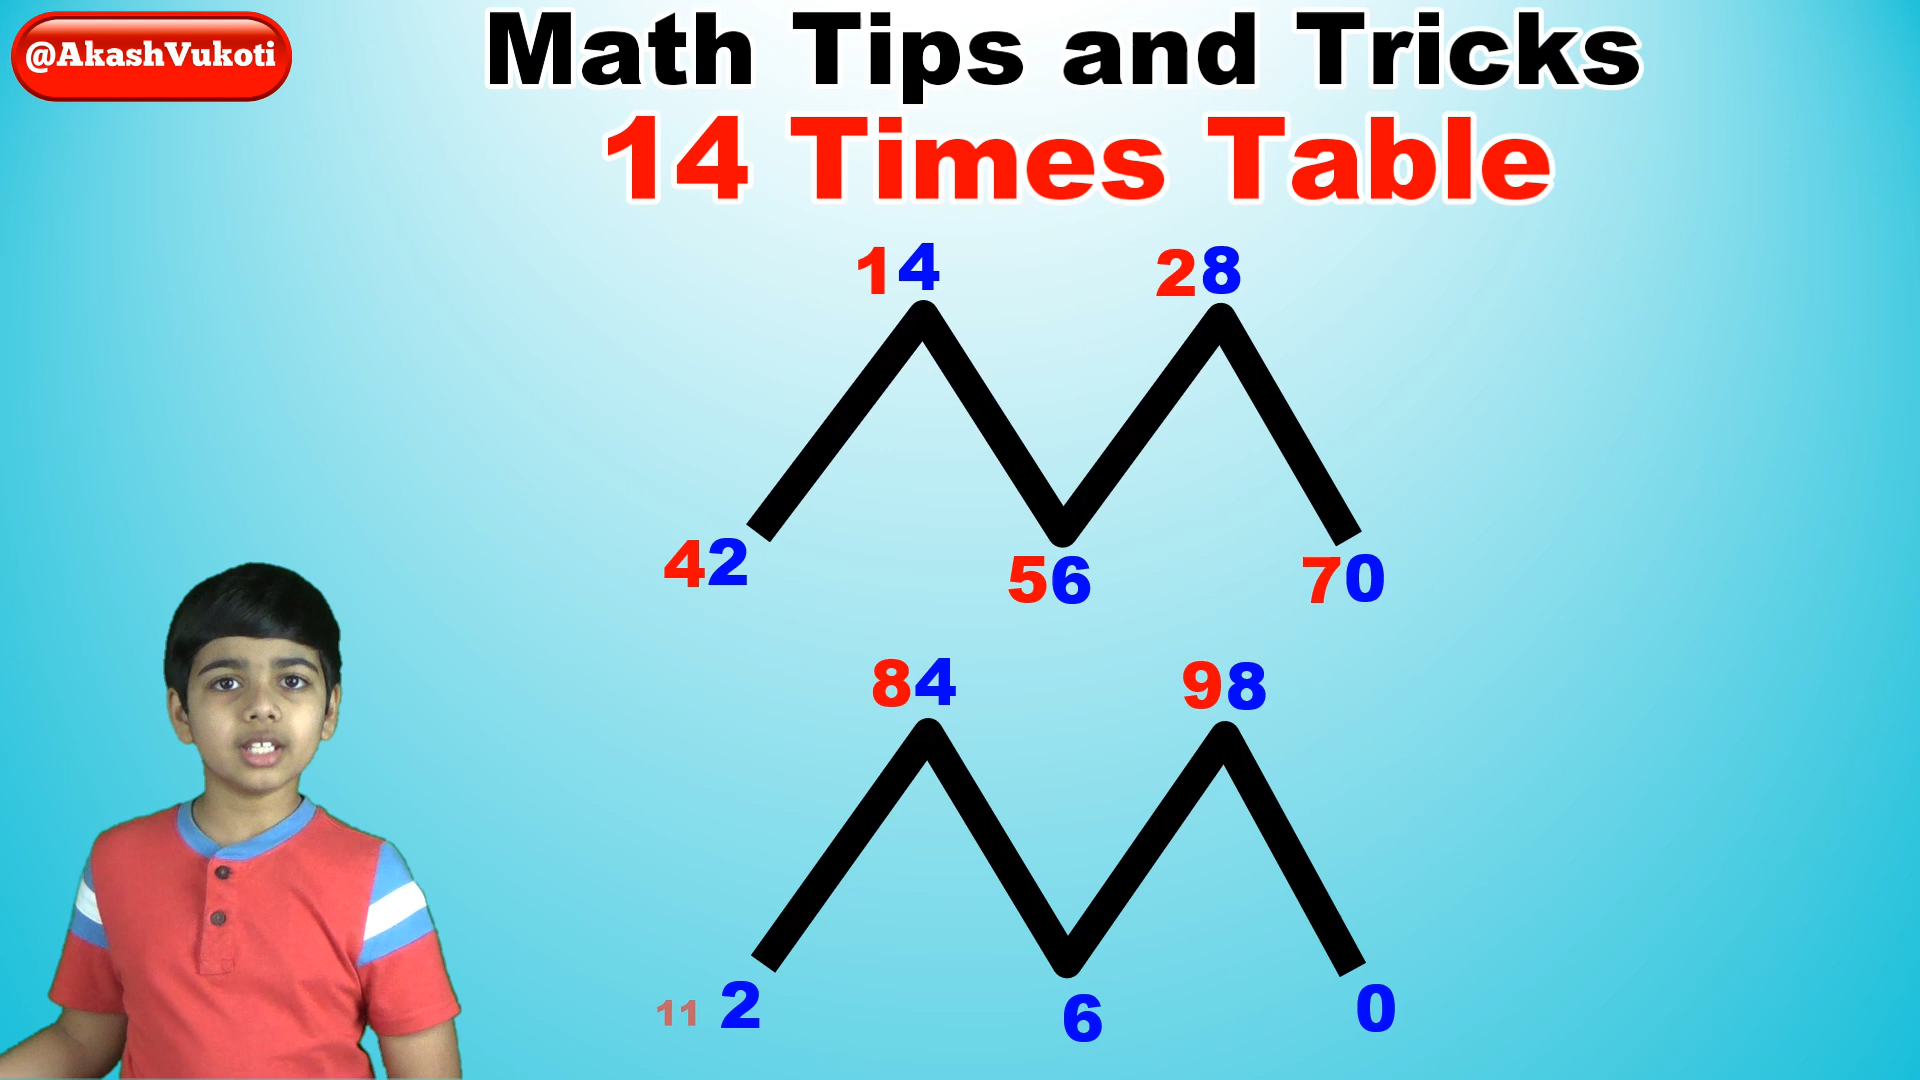 @AkashVukoti
Math Tips and Tricks
14 Times Table
14 28
42 56 70
84 98
11 2 6 0